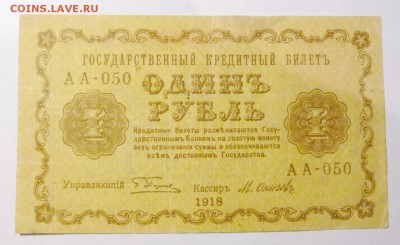 COINS.LAVE.RU
ГОСУДАРСТВЕННЫЙ КРЕДИТНЫЙ БИЛЕТЪ
АА-050
ОДИНЪ
РУБЛЬ
Кредитные билеты размѣниваются Госу-
дарственнымъ Банкомъ на золотую монету
безъ ограниченія суммы и обезпечиваются
всѣмъ достояніемъ Государства.
АА-050
Управляющій
Кассиръ
1918